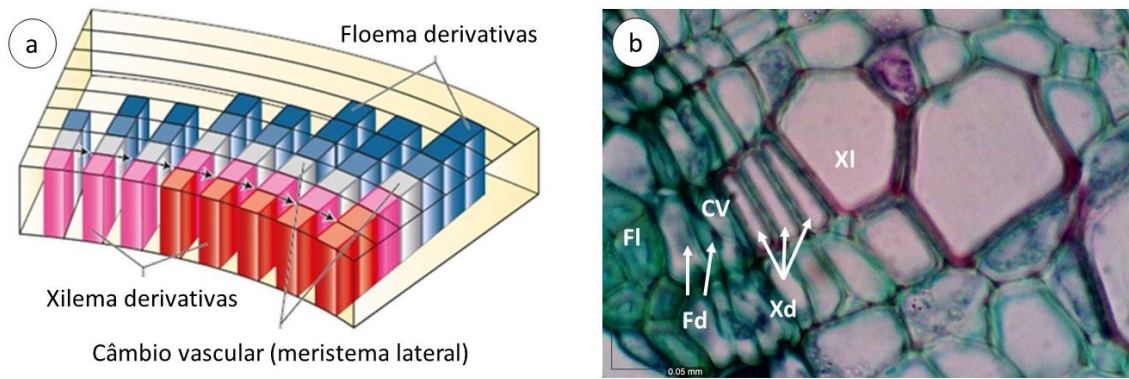 a
Floema derivativas
Xilema derivativas
Câmbio vascular (meristema lateral)
b
Xl
CV
Fl
Xd
Fd
0.05 mm